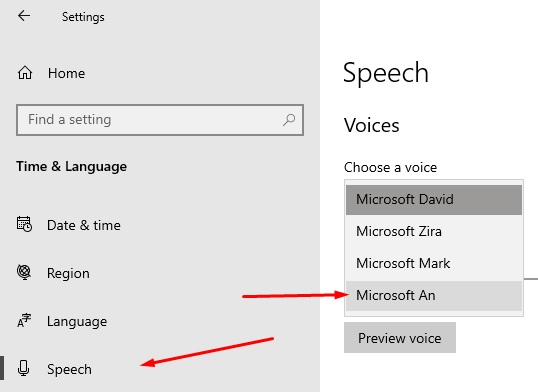 Settings
Home
Find a setting
Time & Language
Date & time
Region
Language
Speech
Speech
Voices
Choose a voice
Microsoft David
Microsoft Zira
Microsoft Mark
Microsoft An
Preview voice